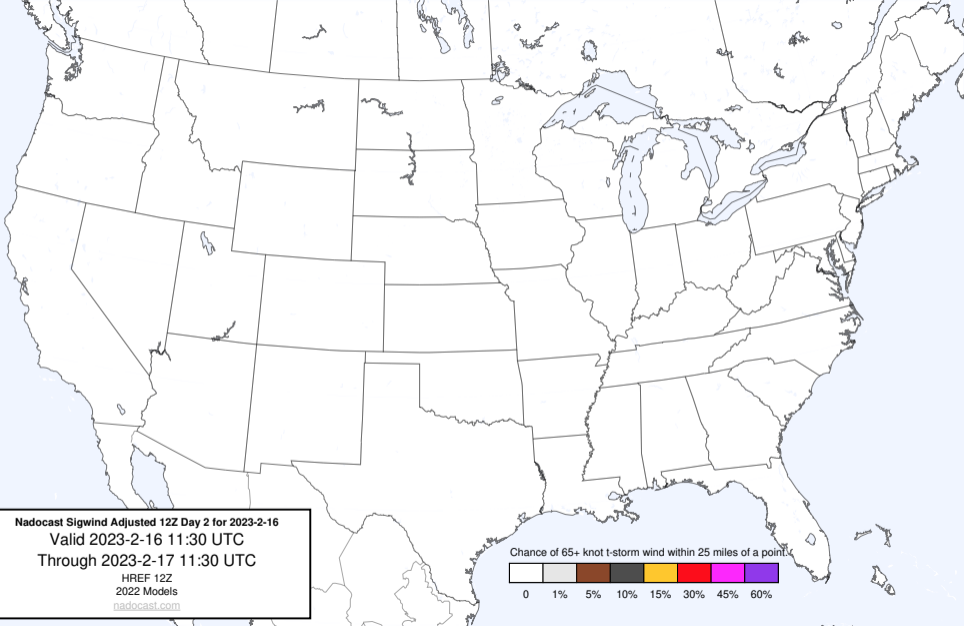 Nadocast Sigwind Adjusted 12Z Day 2 for 2023-2-16
Valid 2023-2-16 11:30 UTC
Through 2023-2-17 11:30 UTC
HREF 12Z
2022 Models
nadocast.com
Chance of 65+ knot t-storm wind within 25 miles of a point.
0 1% 5% 10% 15% 30% 45% 60%